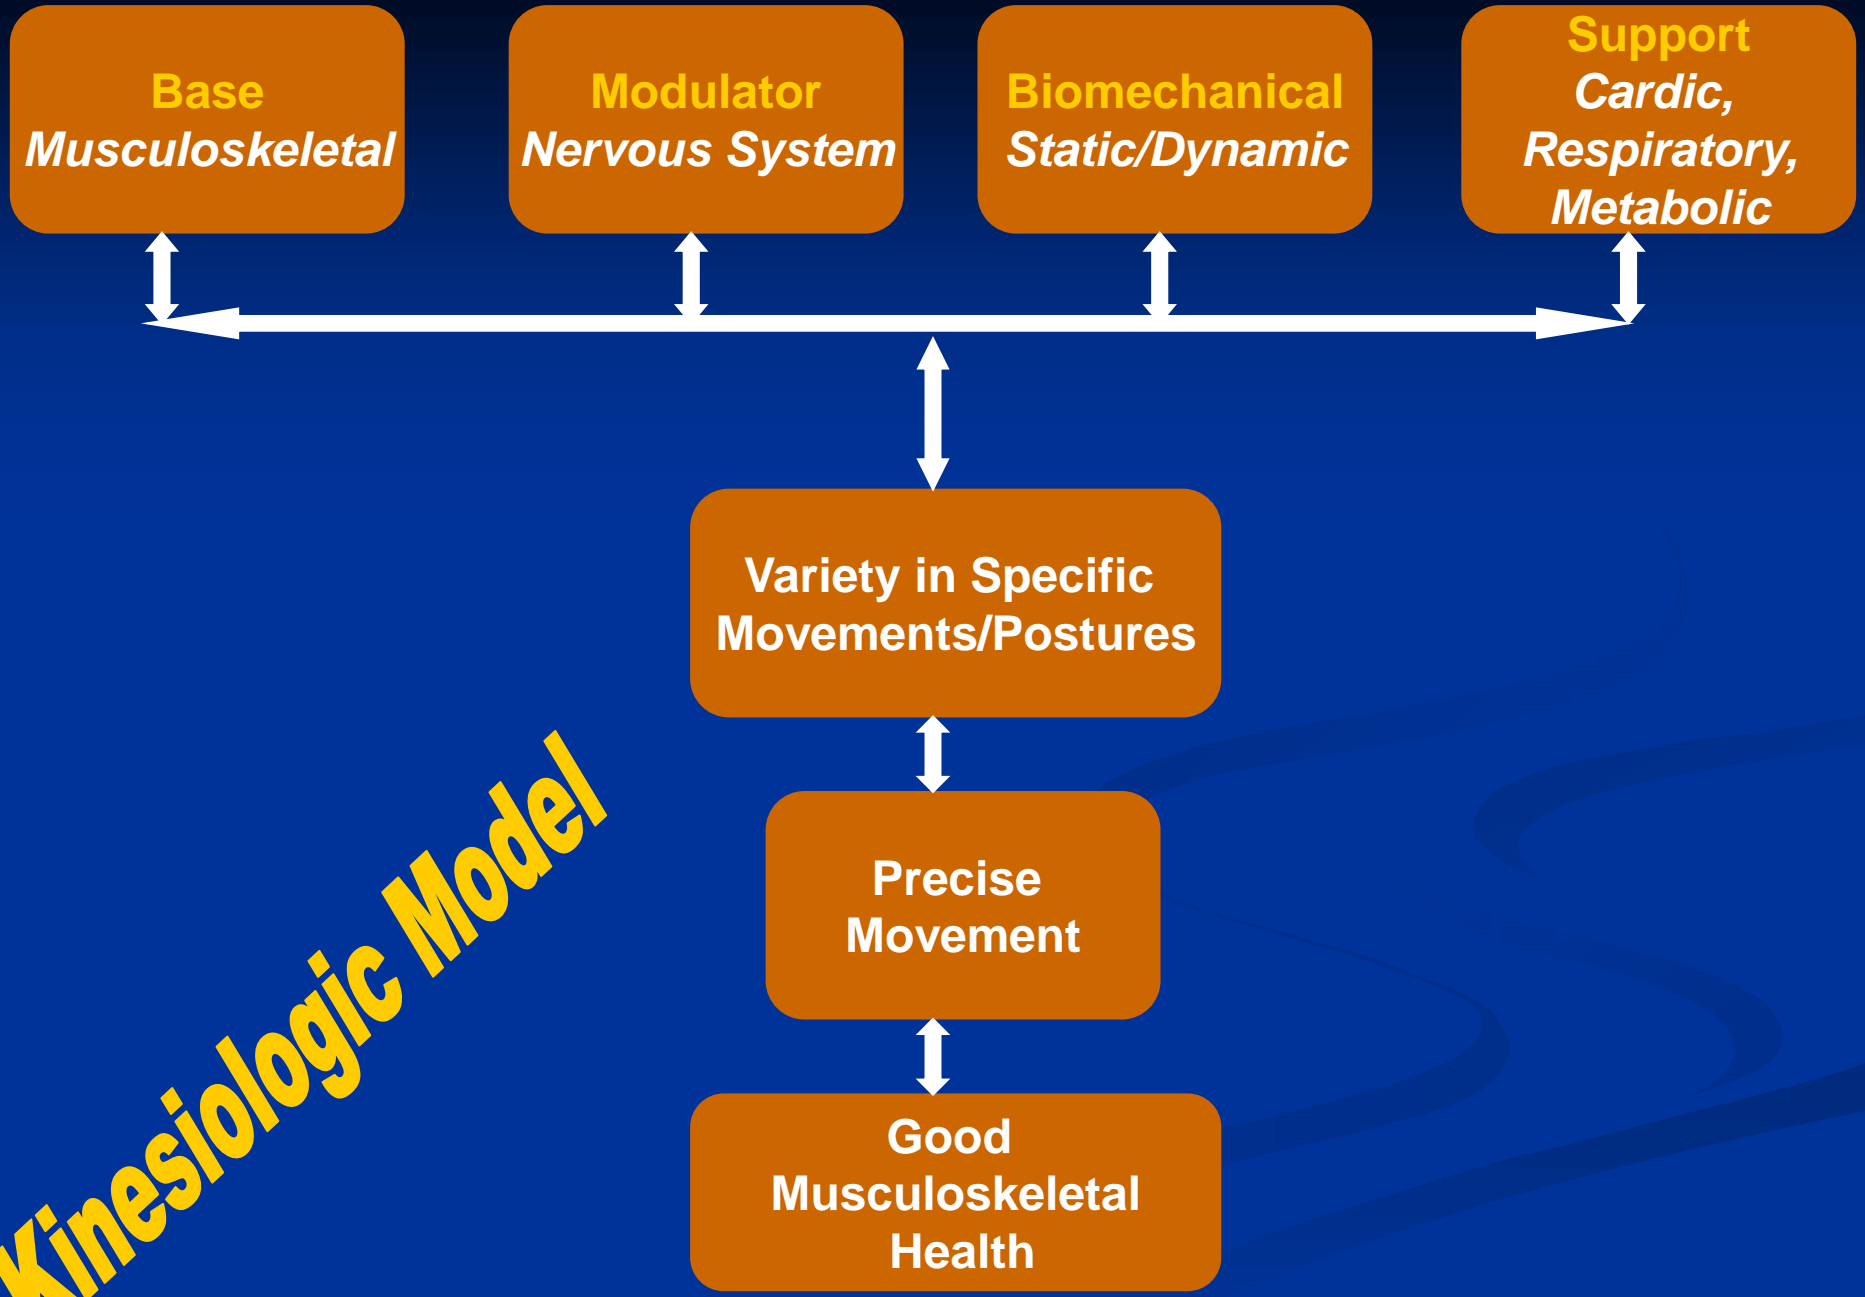 Base
Musculoskeletal
Modulator
Nervous System
Biomechanical
Static/Dynamic
Support
Cardic,
Respiratory,
Metabolic
Variety in Specific
Movements/Postures
Precise
Movement
Good
Musculoskeletal
Health
Kinesiologic Model